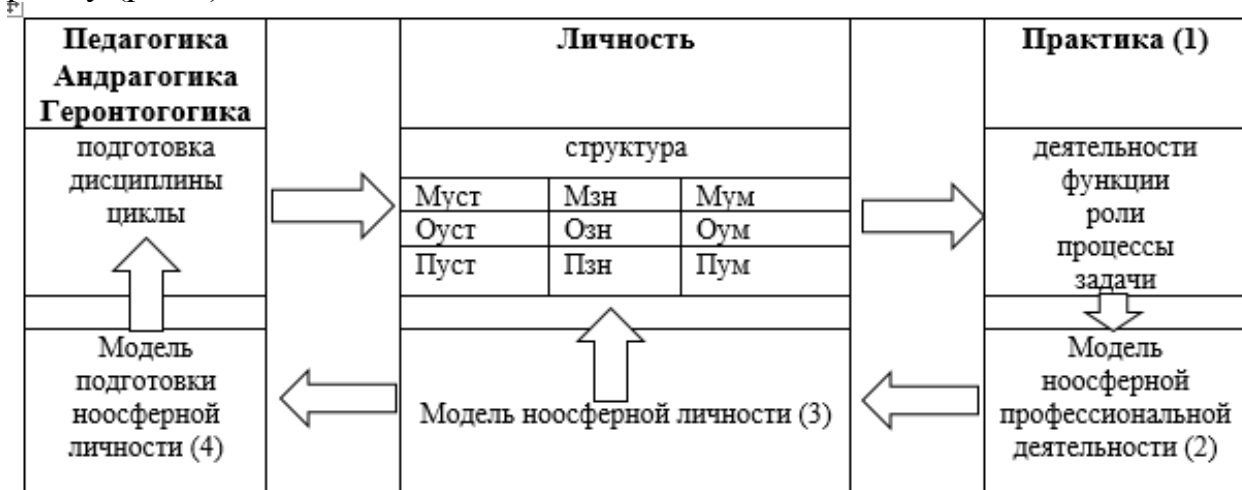 Педагогика
Андрагогика
Геронтогогика
Личность
Практика (1)
подготовка
дисциплины
циклы
структура
Муст Мзн Мум
Оуст Озн Оум
Пуст Пзн Пум
деятельности
функции
роли
процессы
задачи
Модель
подготовки
ноосферной
личности (4)
Модель ноосферной личности (3)
Модель
ноосферной
профессиональной
деятельности (2)